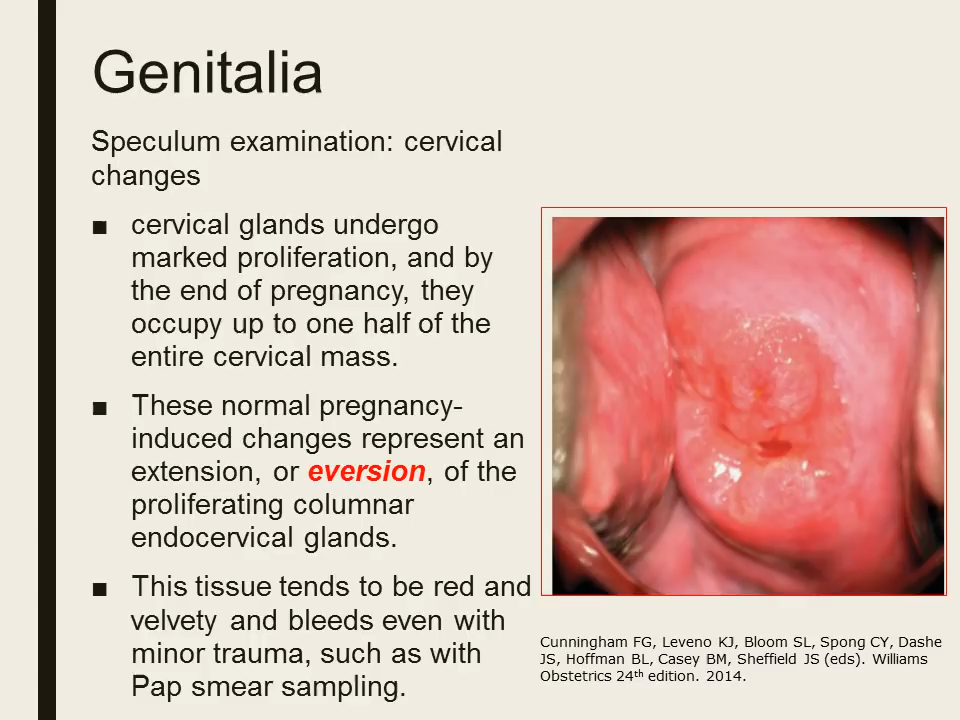 Genitalia
Speculum examination: cervical
changes
■ cervical glands undergo
marked proliferation, and by
the end of pregnancy, they
occupy up to one half of the
entire cervical mass.
■ These normal pregnancy-
induced changes represent an
extension, or eversion, of the
proliferating columnar
endocervical glands.
■ This tissue tends to be red and
velvety and bleeds even with
minor trauma, such as with
Pap smear sampling.
Cunningham FG, Leveno KJ, Bloom SL, Spong CY, Dashe
JS, Hoffman BL, Casey BM, Sheffield JS (eds). Williams
Obstetrics 24th edition. 2014.